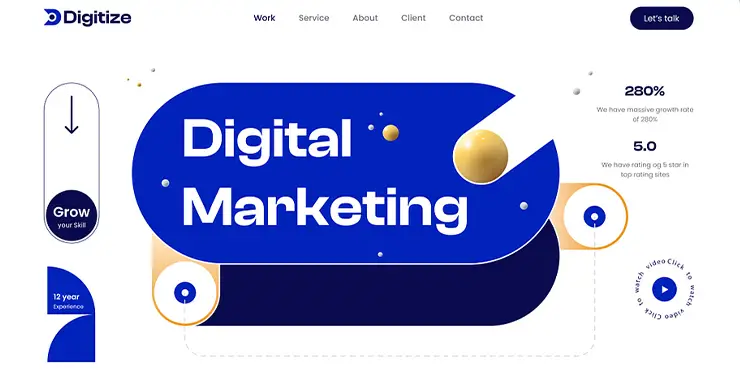 Digitize
Work
Service
About
Client
Contact
Let's talk
Digital
Marketing
280%
We have massive growth rate
of 280%
5.0
We have rating og 5 star in
top rating sites
Grow
your Skill
12 year
Experience
video Click to watch video Click to watch